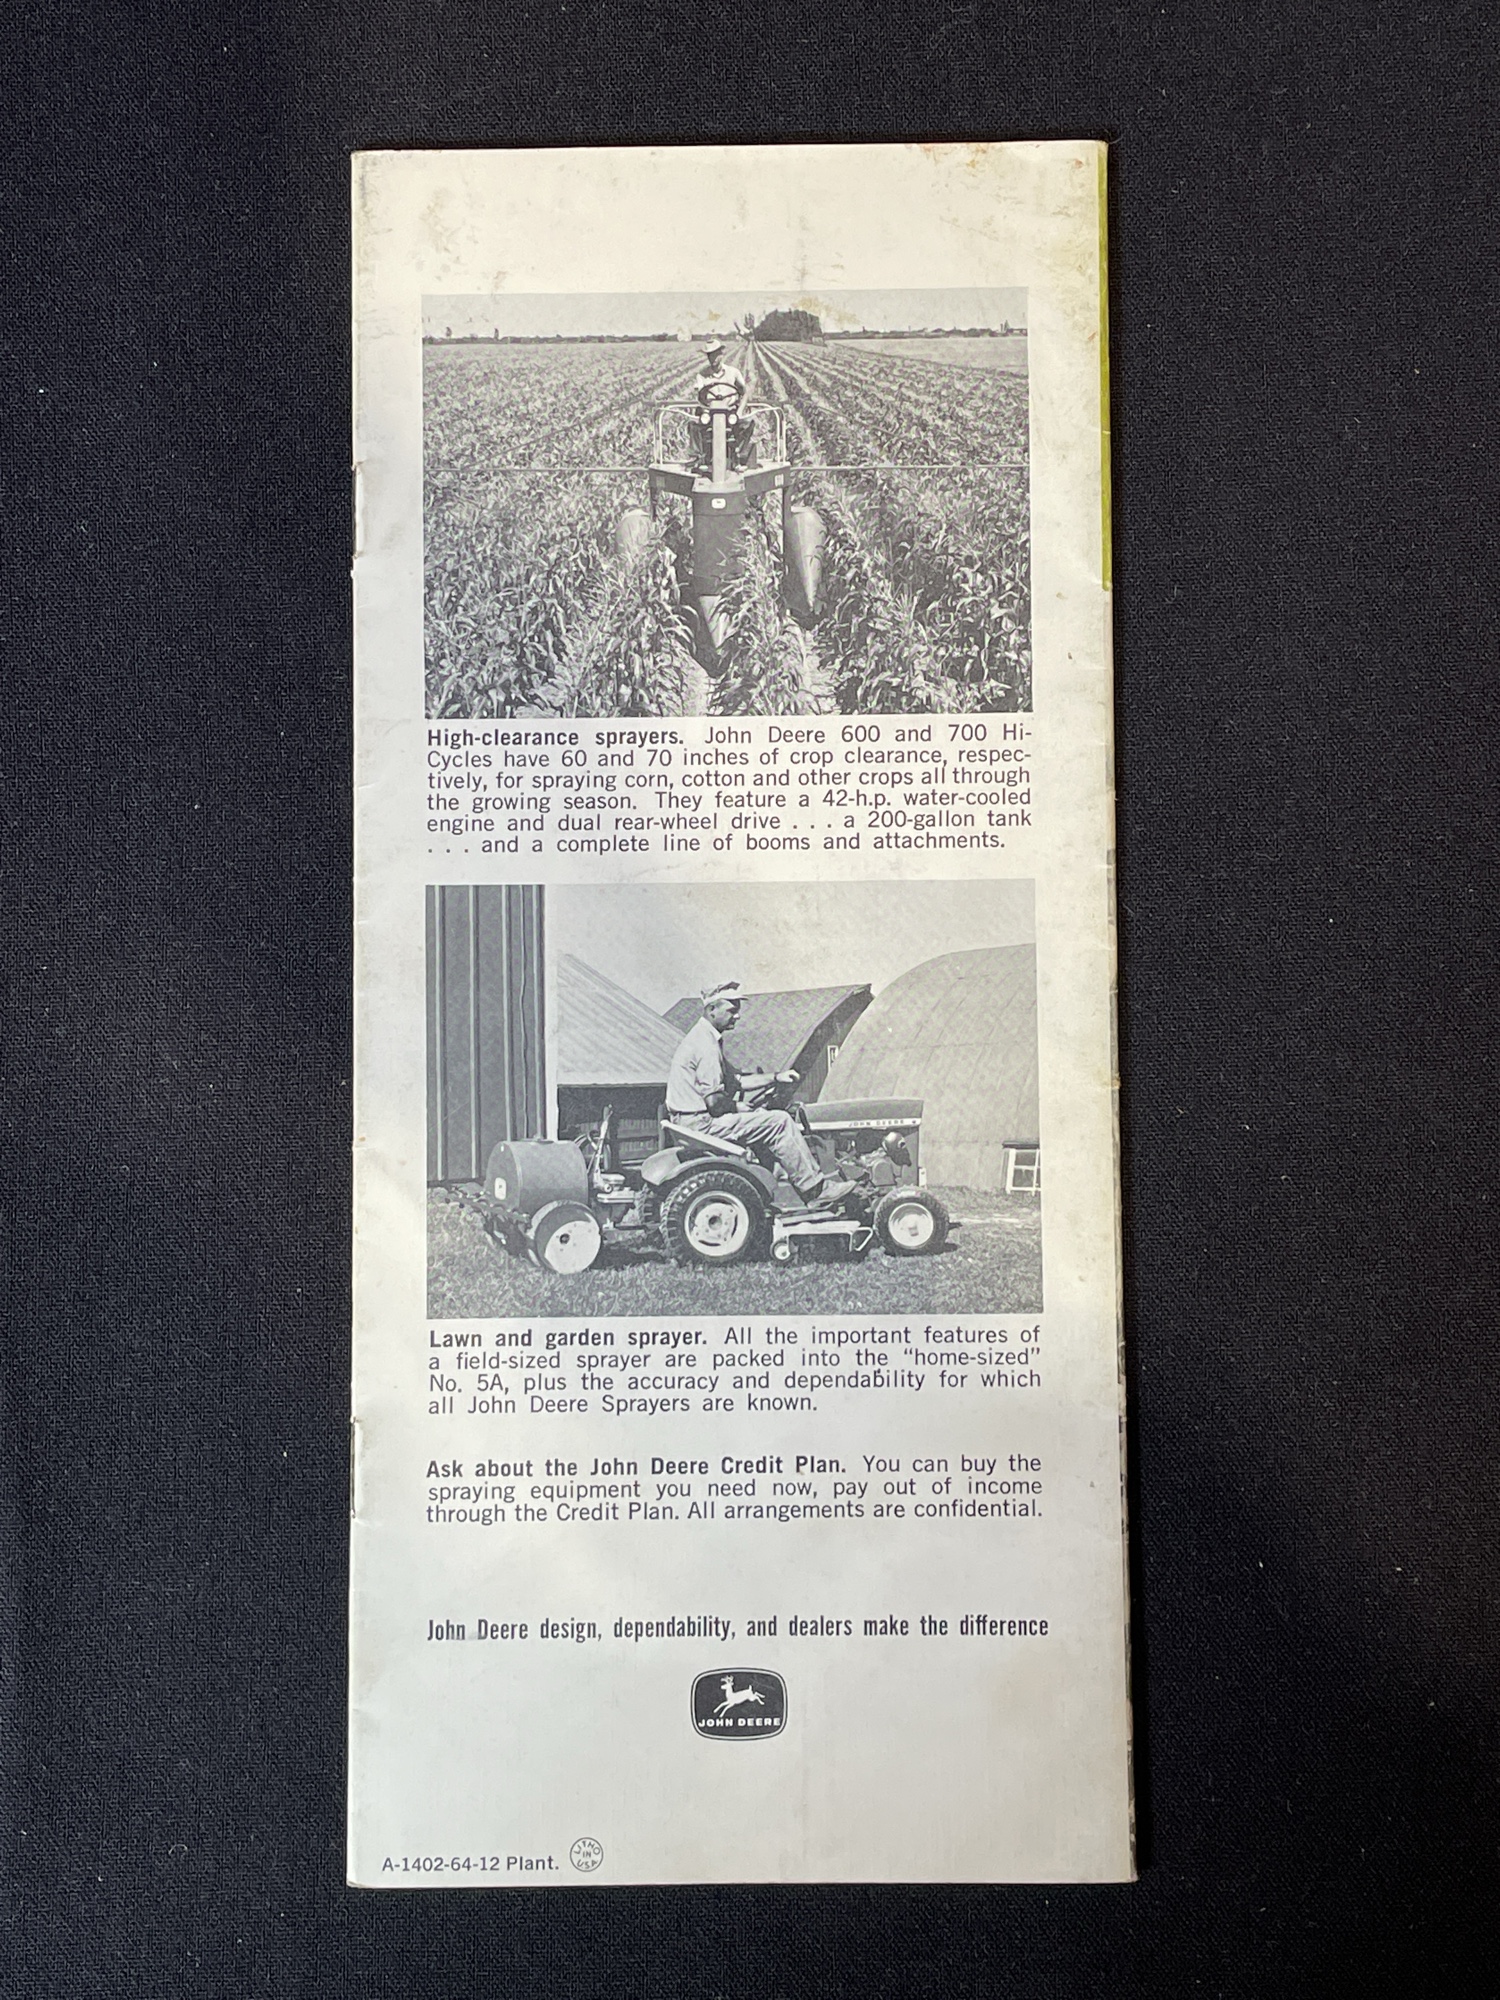 JOHN DEERE
High-clearance sprayers. John Deere 600 and 700 Hi-
Cycles have 60 and 70 inches of crop clearance, respec-
tively, for spraying corn, cotton and other crops all through
the growing season. They feature a 42-h.p. water-cooled
engine and dual rear-wheel drive . . . a 200-gallon tank
. . . and a complete line of booms and attachments.
Lawn and garden sprayer. All the important features of
a field-sized sprayer are packed into the “home-sized”
No. 5A, plus the accuracy and dependability for which
all John Deere Sprayers are known.
Ask about the John Deere Credit Plan. You can buy the
spraying equipment you need now, pay out of income
through the Credit Plan. All arrangements are confidential.
John Deere design, dependability, and dealers make the difference
JOHN DEERE
A-1402-64-12 Plant.
LITHO
IN
USA